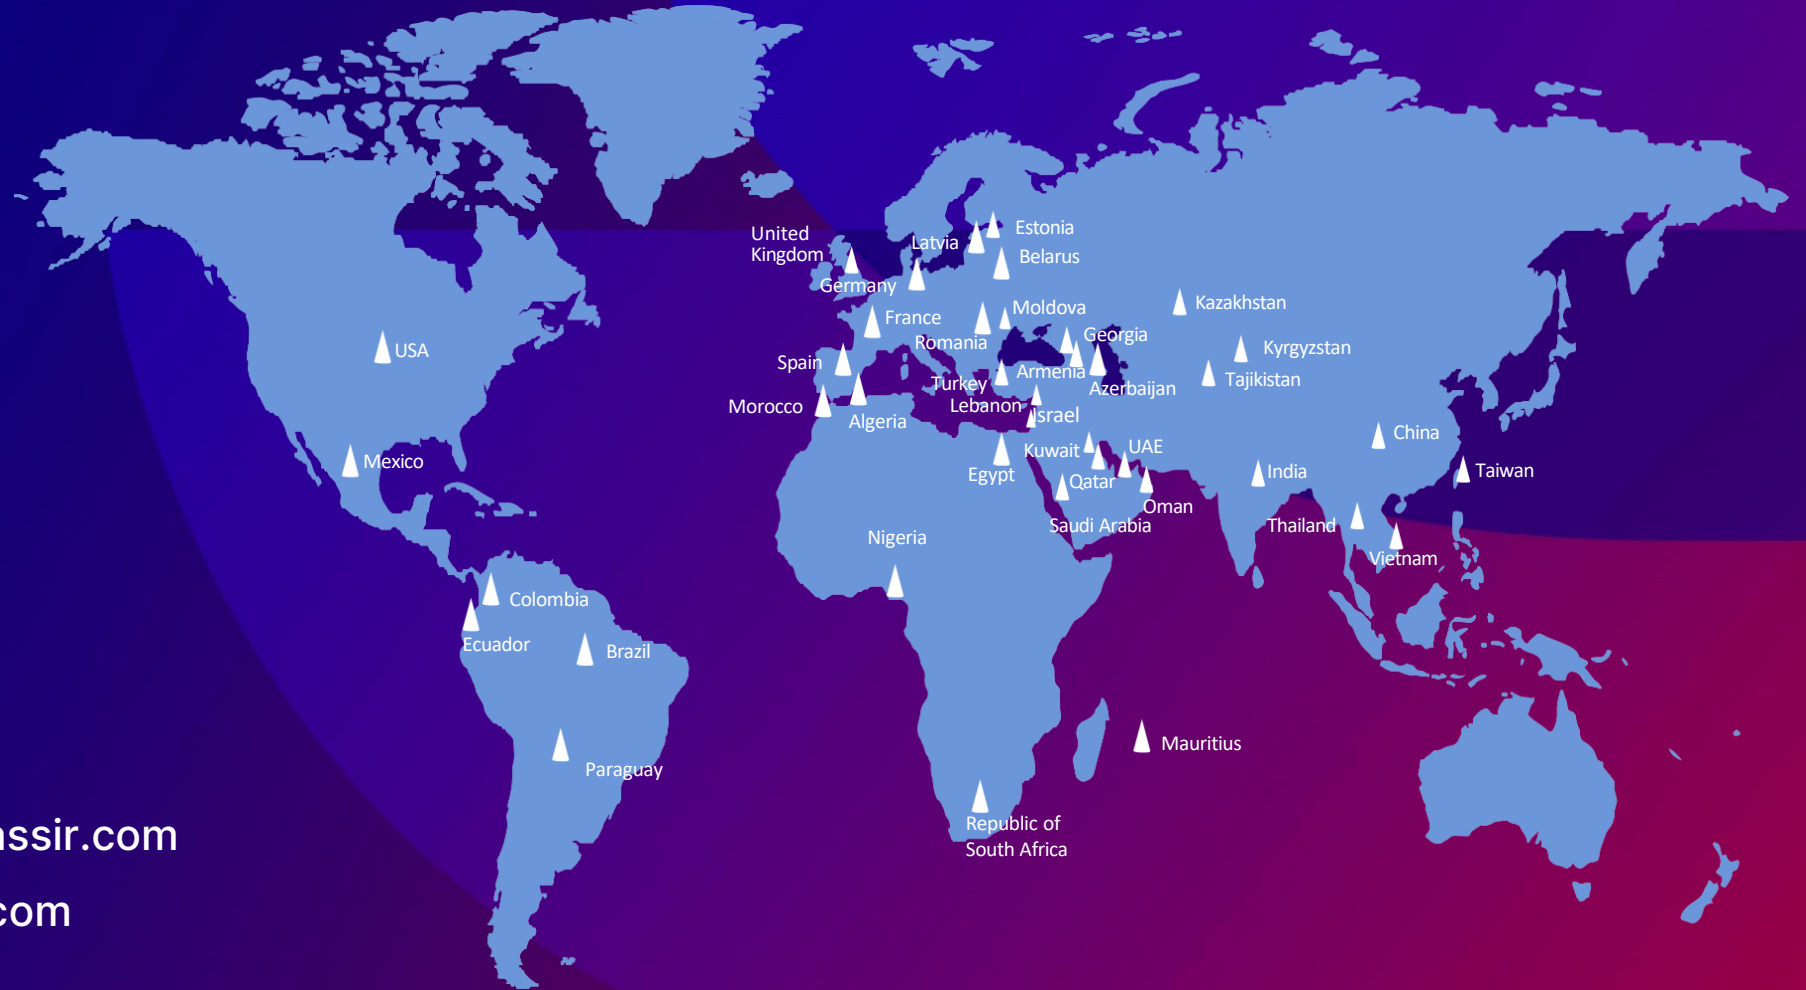 United
Kingdom
Latvia
Estonia
Belarus
Germany
France
Moldova
Romania
Georgia
Kazakhstan
Kyrgyzstan
Tajikistan
USA
Spain
Turkey
Armenia
Azerbaijan
Morocco
Algeria
Lebanon
Israel
China
Mexico
Egypt
Kuwait
UAE
Qatar
Oman
India
Taiwan
Saudi Arabia
Thailand
Vietnam
Nigeria
Colombia
Ecuador
Brazil
Mauritius
Paraguay
Republic of
South Africa
ssir.com
com